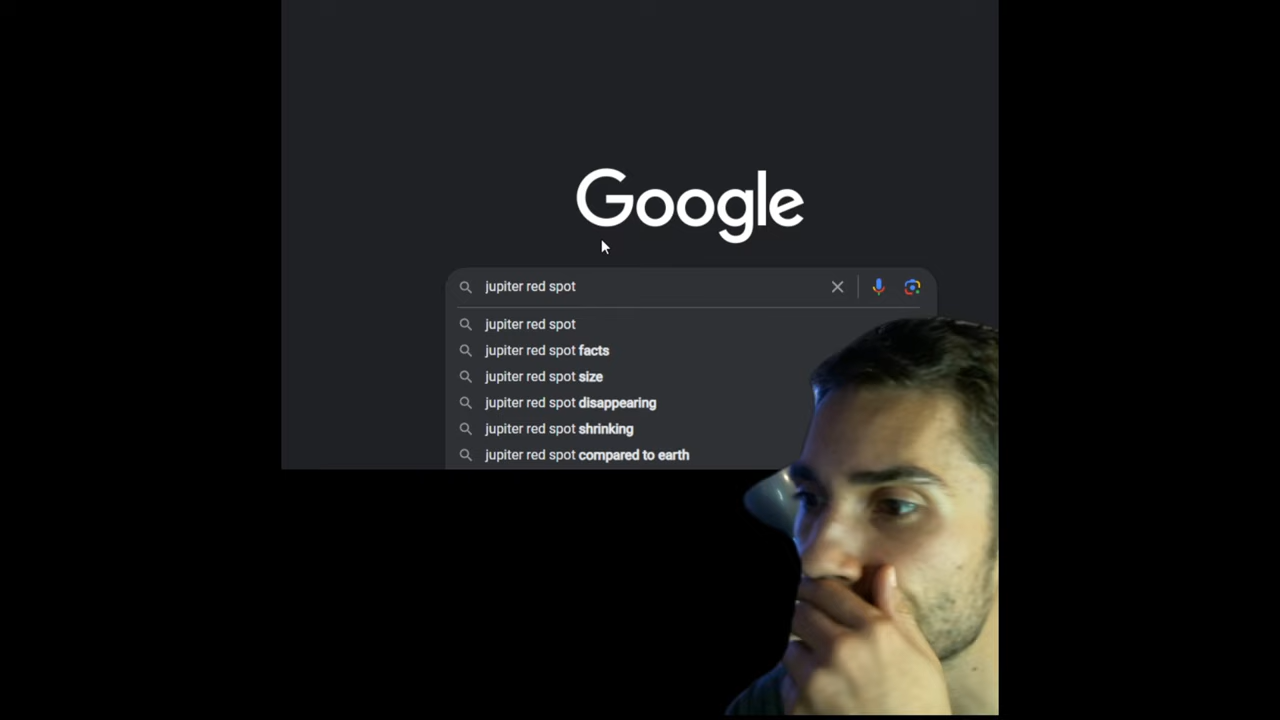 Google
jupiter red spot
jupiter red spot
jupiter red spot facts
jupiter red spot size
jupiter red spot disappearing
jupiter red spot shrinking
jupiter red spot compared to earth